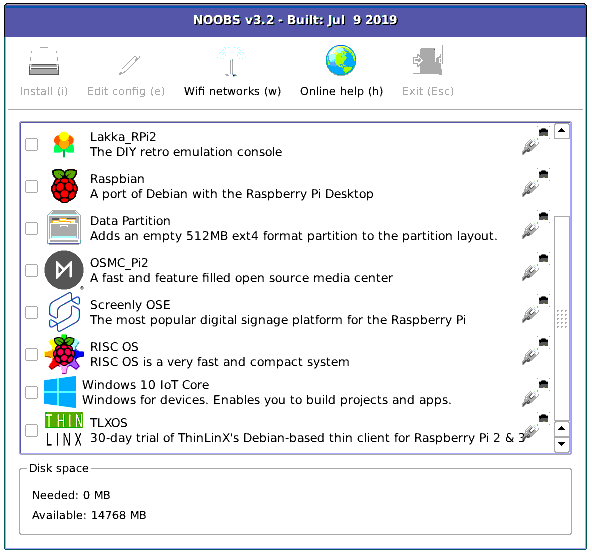 NOOBS v3.2 - Built: Jul  9 2019
Install (i)
Edit config (e)
Wifi networks (w)
Online help (h)
Exit (Esc)
Lakka_RPi2
The DIY retro emulation console
Raspbian
A port of Debian with the Raspberry Pi Desktop
Data Partition
Adds an empty 512MB ext4 format partition to the partition layout.
OSMC_Pi2
A fast and feature filled open source media center
Screenly OSE
The most popular digital signage platform for the Raspberry Pi
RISC OS
RISC OS is a very fast and compact system
Windows 10 IoT Core
Windows for devices. Enables you to build projects and apps.
THIN
LINX
TLXOS
30-day trial of ThinLinX's Debian-based thin client for Raspberry Pi 2 & 3
Disk space
Needed: 0 MB
Available: 14768 MB